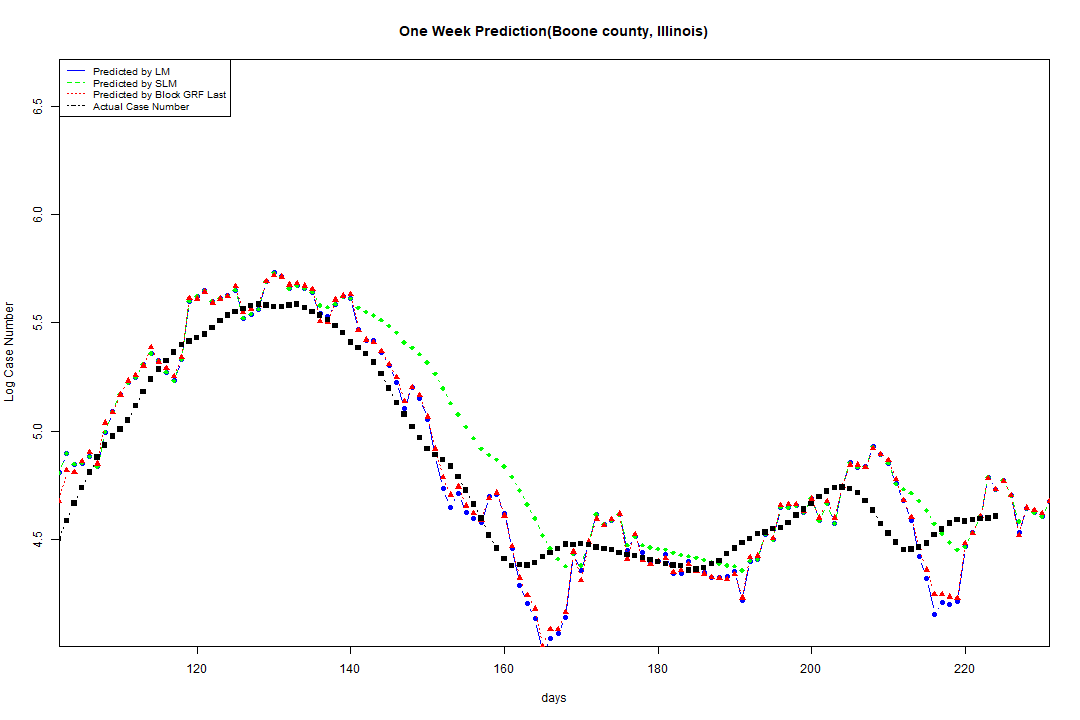 One Week Prediction(Boone county, Illinois)
Predicted by LM
Predicted by SLM
Predicted by Block GRF Last
Actual Case Number
6.5
6.0
5.5
5.0
4.5
Log Case Number
120 140 160 180 200 220
days